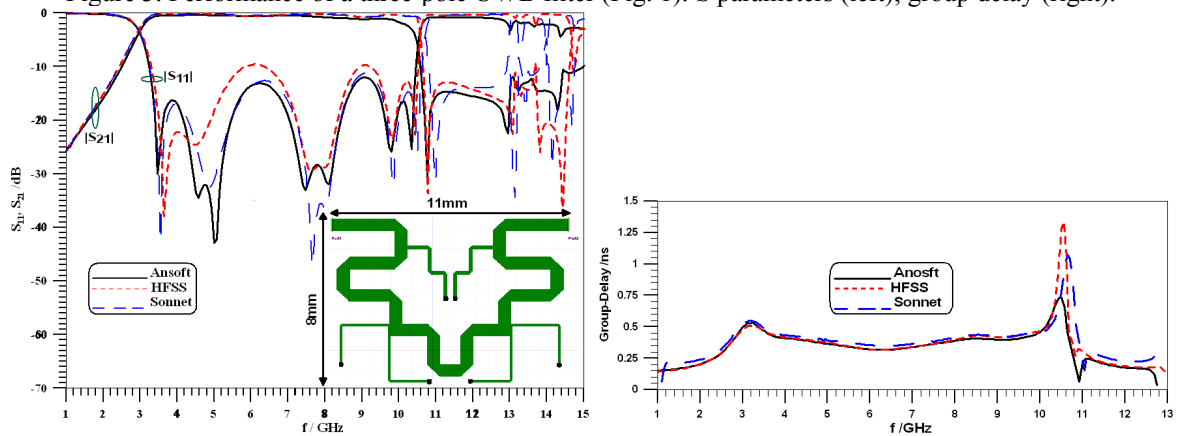 Figure 3. Performance of a three-pole UWB filter (Fig. 1): S-parameters (left); group-delay (right).
0
-10
-20
-30
-40
-50
-60
-70
S11, S21 /dB
|S11|
|S21|
Ansoft
HFSS
Sonnet
11mm
9mm
1 2 3 4 5 6 7 8 9 10 11 12 13 14 15
f / GHz
1.5
1.25
1
0.75
0.5
0.25
0
Group-Delay /ns
Anosft
HFSS
Sonnet
1 2 3 4 5 6 7 8 9 10 11 12 13
f /GHz